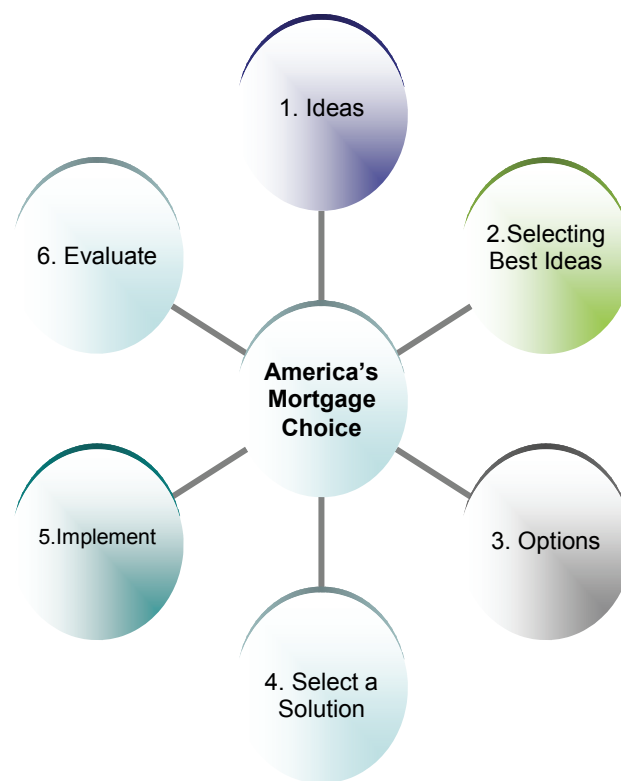 1. Ideas
2.Selecting
Best Ideas
3. Options
4. Select a
Solution
5.Implement
6. Evaluate
America’s
Mortgage
Choice